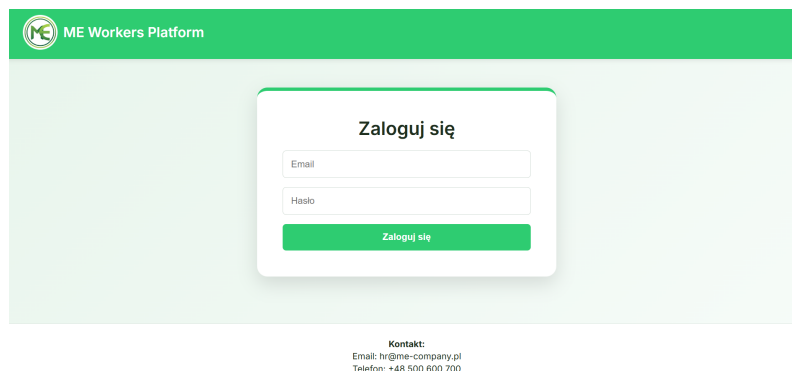 ME ME Workers Platform
Zaloguj się
Email
Hasło
Zaloguj się
Kontakt:
Email: hr@me-company.pl
Telefon: +48 500 600 700